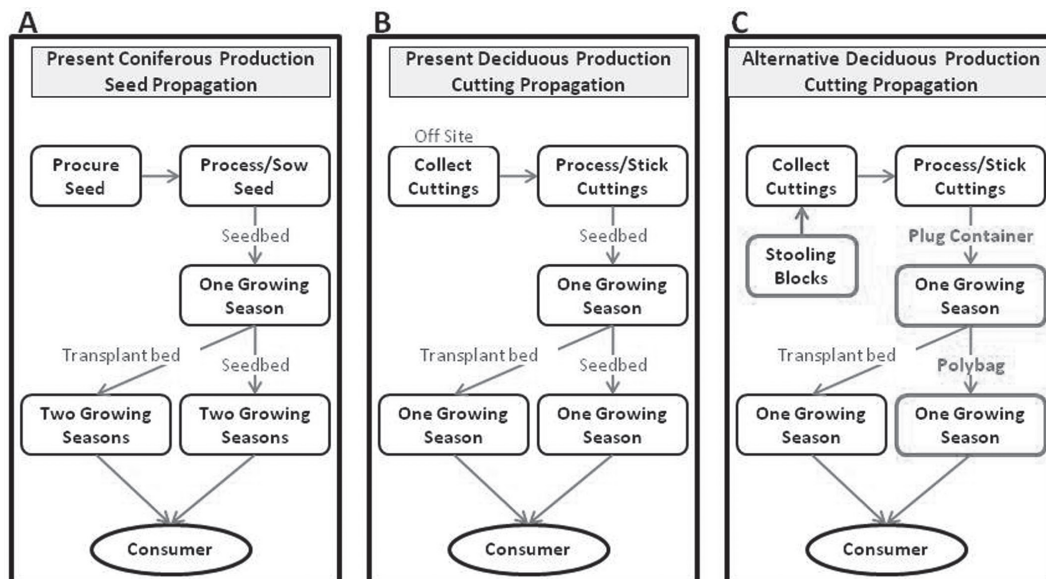 A
Present Coniferous Production
Seed Propagation
Procure
Seed
Process/Sow
Seed
Seedbed
One Growing
Season
Transplant bed
Seedbed
Two Growing
Seasons
Two Growing
Seasons
Consumer
B
Present Deciduous Production
Cutting Propagation
Off Site
Collect
Cuttings
Process/Stick
Cuttings
Seedbed
One Growing
Season
Transplant bed
Seedbed
One Growing
Season
One Growing
Season
Consumer
C
Alternative Deciduous Production
Cutting Propagation
Collect
Cuttings
Process/Stick
Cuttings
Stooling
Blocks
Plug Container
One Growing
Season
Transplant bed
Polybag
One Growing
Season
One Growing
Season
Consumer